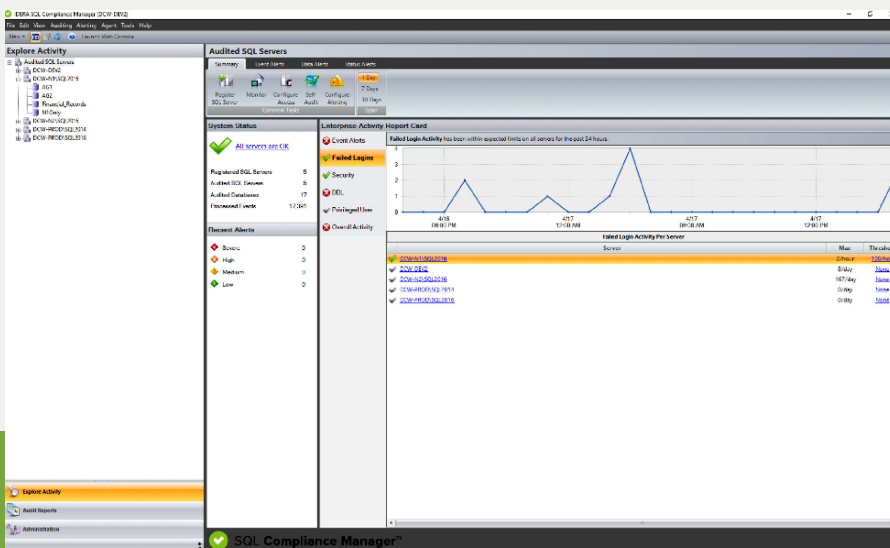 IDERA SQL Compliance Manager (DCW-DEV2)
File Edit View Auditing Alerting Agent Tools Help
New Launch Web Console
Explore Activity
Audited SQL Servers
DCW-DEV2
DCW-N1\SQL2016
AG1
AG2
Financial_Records
N1Only
DCW-N2\SQL2016
DCW-PROD\SQL2014
DCW-PROD\SQL2016
Explore Activity
Audit Reports
Administration
Audited SQL Servers
Summary Event Alerts Data Alerts Status Alerts
Register SQL Server
Monitor
Configure Access
Self-Audit
Configure Alerting
Common Tasks
1 Day
7 Days
30 Days
Span
System Status
All servers are OK
Registered SQL Servers 5
Audited SQL Servers 5
Audited Databases 17
Processed Events 12,391
Recent Alerts
Severe 0
High 0
Medium 0
Low 0
Enterprise Activity Report Card
Event Alerts
Failed Logins
Security
DDL
Privileged User
Overall Activity
Failed Login Activity has been within expected limits on all servers for the past 24 hours.
4
3
2
1
0
4/16 06:00 PM
4/17 12:00 AM
4/17 06:00 AM
4/17 12:00 PM
Failed Login Activity Per Server
Server Max Thresho
DCW-N1\SQL2016 2/hour 100/ho
DCW-DEV2 8/day None
DCW-N2\SQL2016 167/day None
DCW-PROD\SQL2014 0/day None
DCW-PROD\SQL2016 0/day None
SQL Compliance Manager™